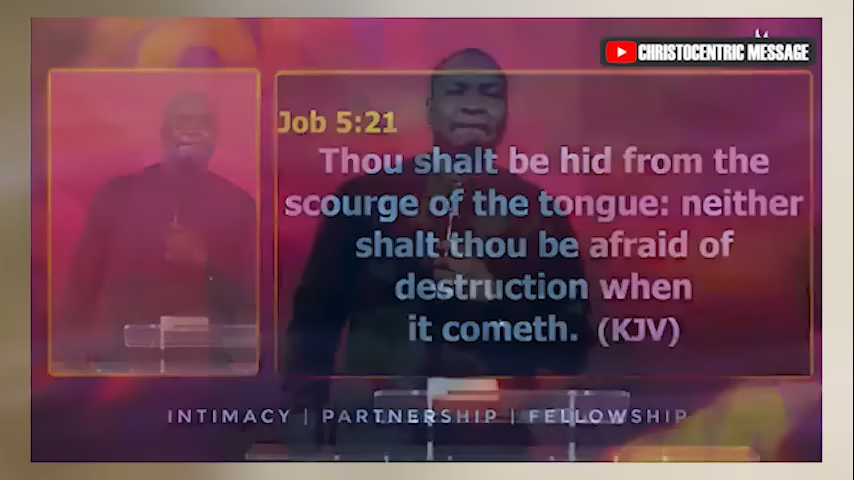 CHRISTOCENTRIC MESSAGE
Job 5:21
Thou shalt be hid from the
scourge of the tongue: neither
shalt thou be afraid of
destruction when
it cometh. (KJV)
INTIMACY | PARTNERSHIP | FELLOWSHIP